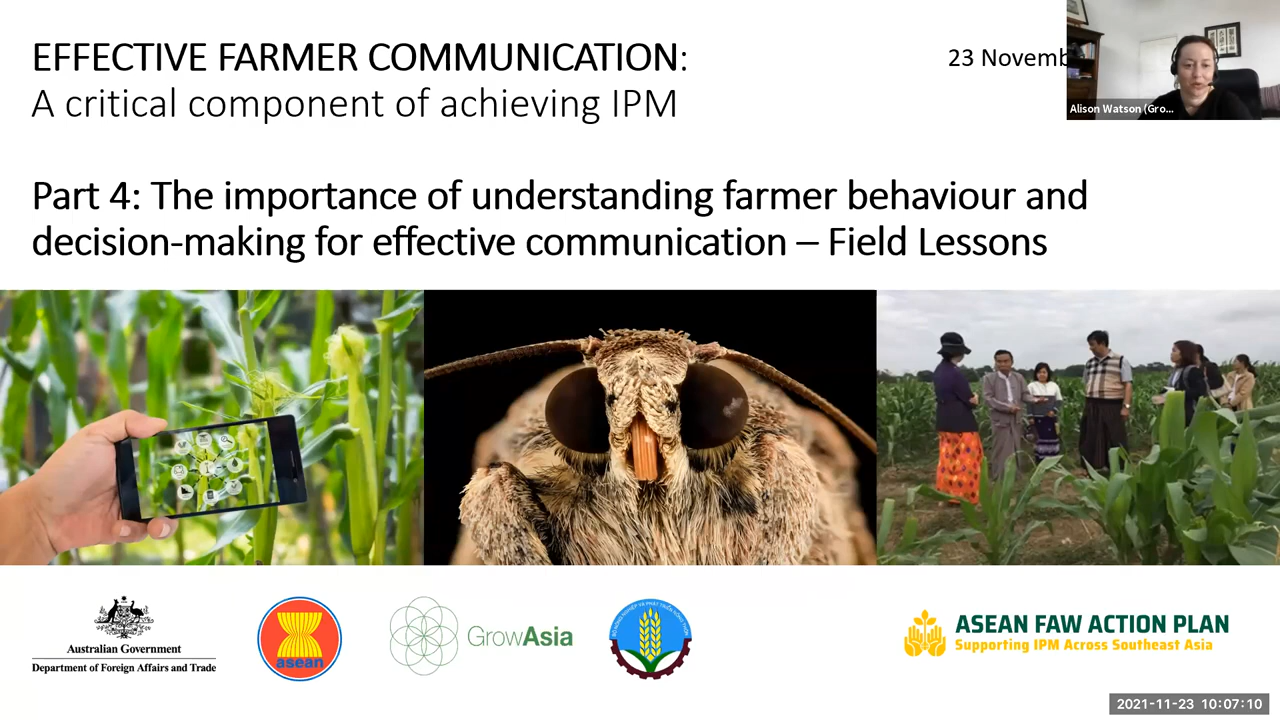 EFFECTIVE FARMER COMMUNICATION:
A critical component of achieving IPM
23 Novemb
Alison Watson (Gro...
Part 4: The importance of understanding farmer behaviour and
decision-making for effective communication – Field Lessons
Australian Government
Department of Foreign Affairs and Trade
asean
GrowAsia
ASEAN FAW ACTION PLAN
Supporting IPM Across Southeast Asia
2021-11-23 10:07:10